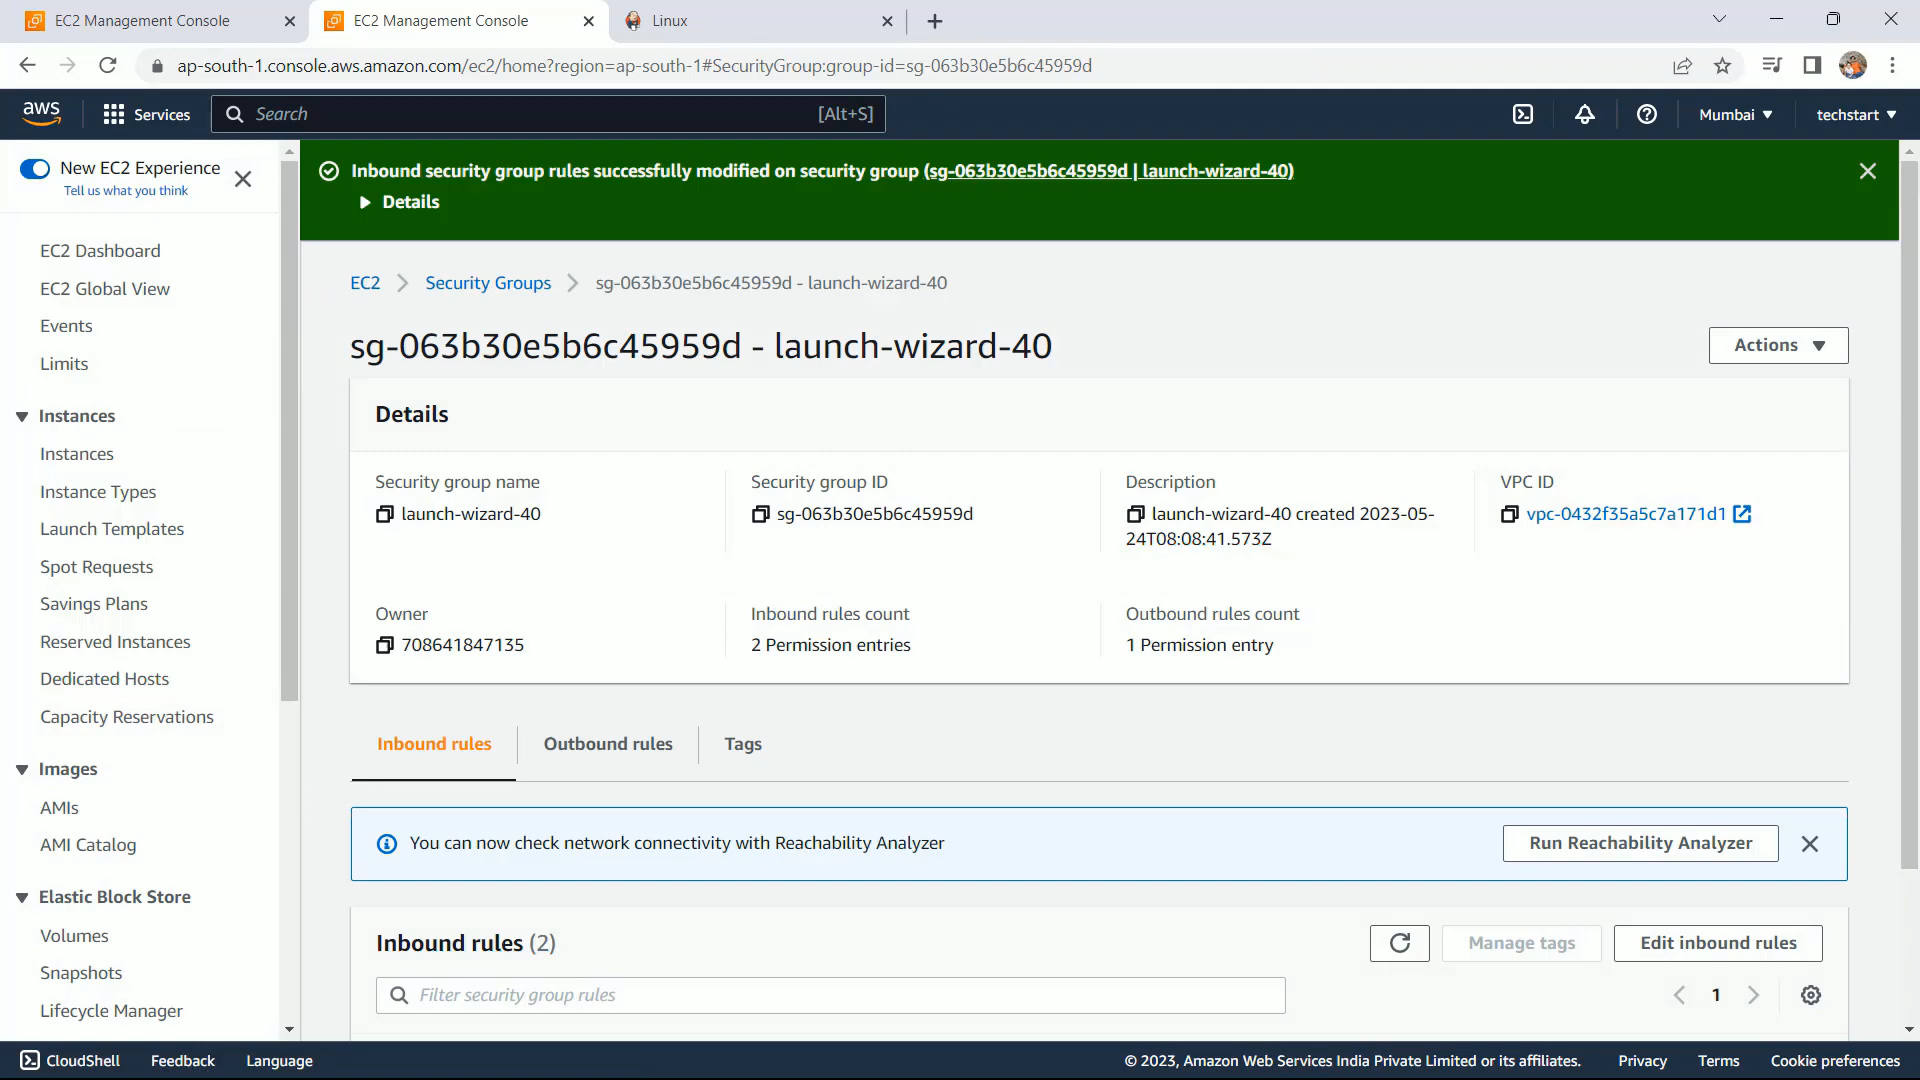 EC2 Management Console
EC2 Management Console
Linux
ap-south-1.console.aws.amazon.com/ec2/home?region=ap-south-1#SecurityGroup:group-id=sg-063b30e5b6c45959d
aws
Services
Search
[Alt+S]
Mumbai
techstart
New EC2 Experience
Tell us what you think
EC2 Dashboard
EC2 Global View
Events
Limits
Instances
Instances
Instance Types
Launch Templates
Spot Requests
Savings Plans
Reserved Instances
Dedicated Hosts
Capacity Reservations
Images
AMIs
AMI Catalog
Elastic Block Store
Volumes
Snapshots
Lifecycle Manager
Inbound security group rules successfully modified on security group (sg-063b30e5b6c45959d | launch-wizard-40)
Details
EC2
Security Groups
sg-063b30e5b6c45959d - launch-wizard-40
sg-063b30e5b6c45959d - launch-wizard-40
Actions
Details
Security group name
launch-wizard-40
Security group ID
sg-063b30e5b6c45959d
Description
launch-wizard-40 created 2023-05-
24T08:08:41.573Z
VPC ID
vpc-0432f35a5c7a171d1
Owner
708641847135
Inbound rules count
2 Permission entries
Outbound rules count
1 Permission entry
Inbound rules
Outbound rules
Tags
You can now check network connectivity with Reachability Analyzer
Run Reachability Analyzer
Inbound rules (2)
Manage tags
Edit inbound rules
Filter security group rules
1
CloudShell
Feedback
Language
© 2023, Amazon Web Services India Private Limited or its affiliates.
Privacy
Terms
Cookie preferences